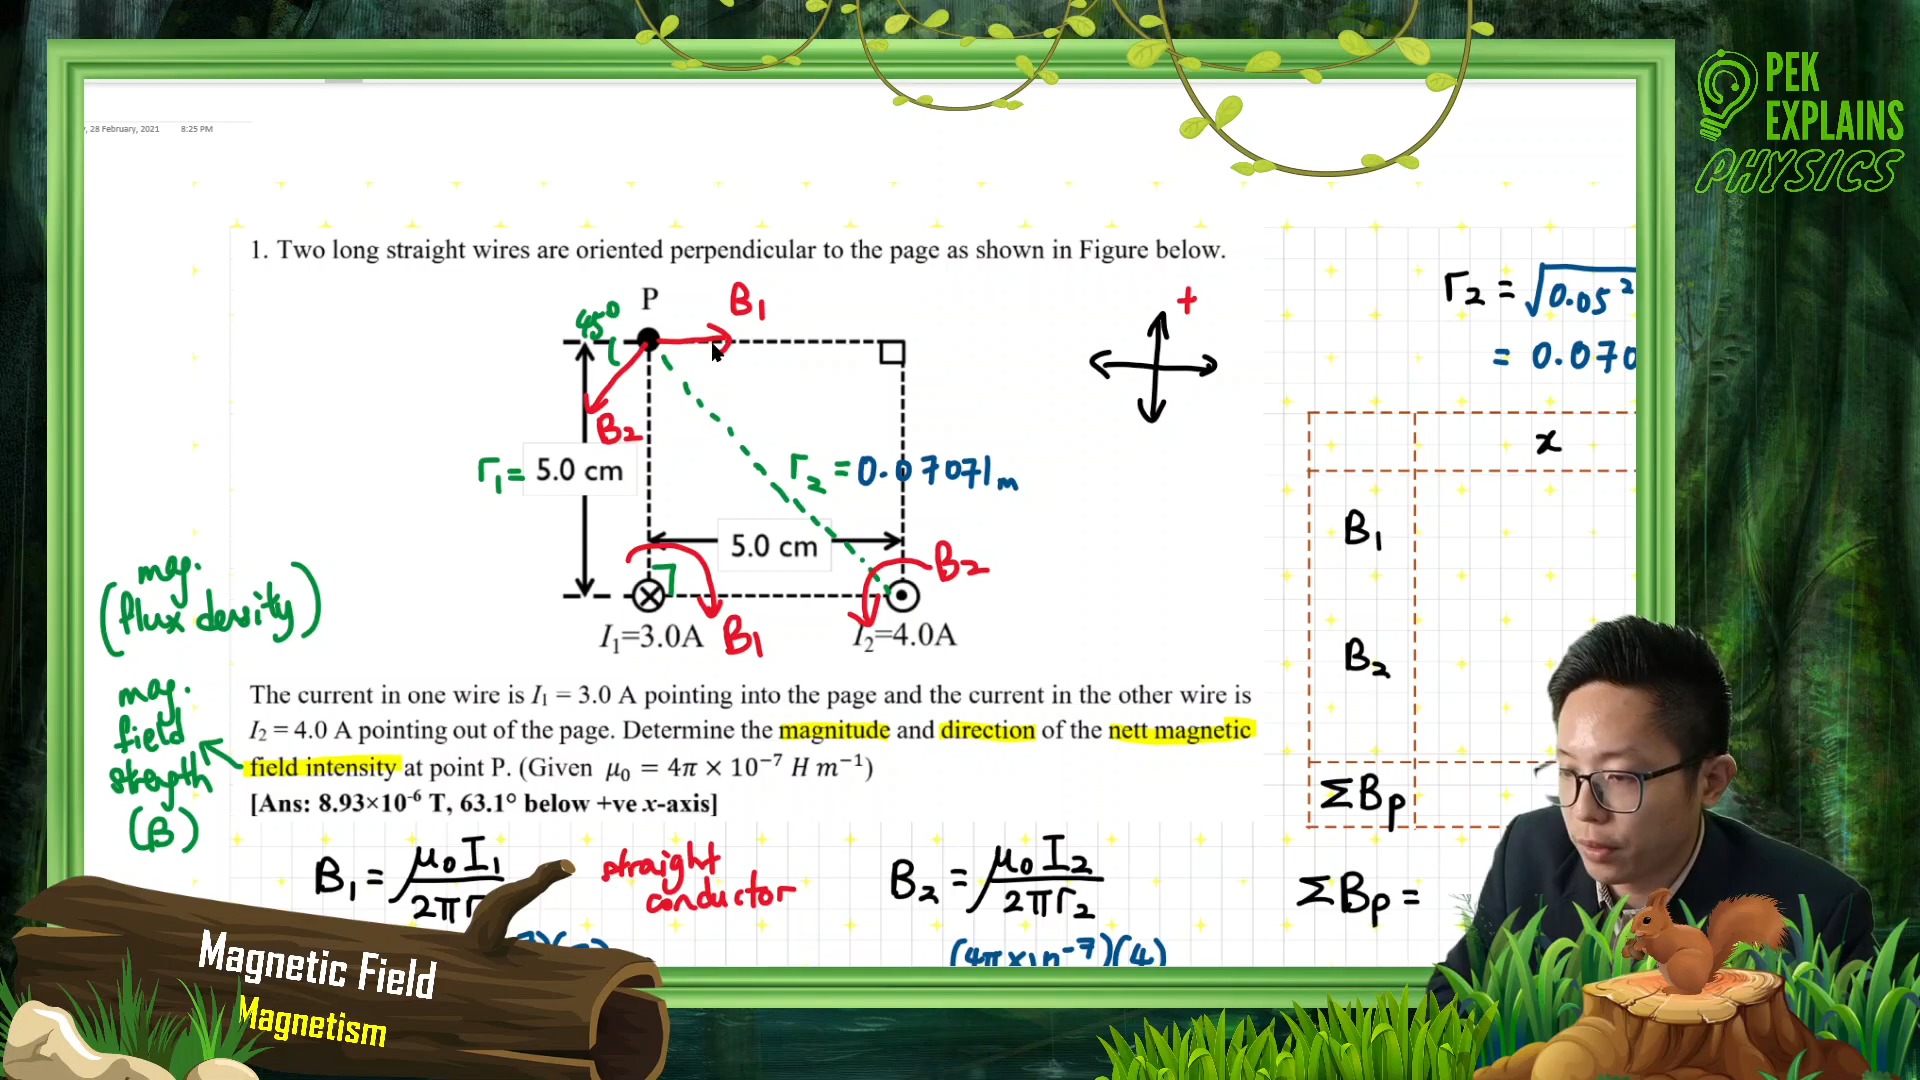 PEK
EXPLAINS
PHYSICS
, 28 February, 2021 8:25 PM
1. Two long straight wires are oriented perpendicular to the page as shown in Figure below.
P
B₁
45°
B₂
r₁ = 5.0 cm
r₂ = 0.07071m
5.0 cm
B₂
I₁=3.0A
B₁
I₂=4.0A
+
r₂ = √0.05²
= 0.070
x
B₁
B₂
ΣBp
mag.
(flux density)
mag.
field
strength
(B)
The current in one wire is I₁ = 3.0 A pointing into the page and the current in the other wire is
I₂ = 4.0 A pointing out of the page. Determine the magnitude and direction of the nett magnetic
field intensity at point P. (Given μ₀ = 4π × 10⁻⁷ H m⁻¹)
[Ans: 8.93×10⁻⁶ T, 63.1° below +ve x-axis]
B₁ = μ₀I₁ / 2πr
straight
conductor
B₂ = μ₀I₂ / 2πr₂
ΣBp =
(4π×10⁻⁷)(4)
Magnetic Field
Magnetism